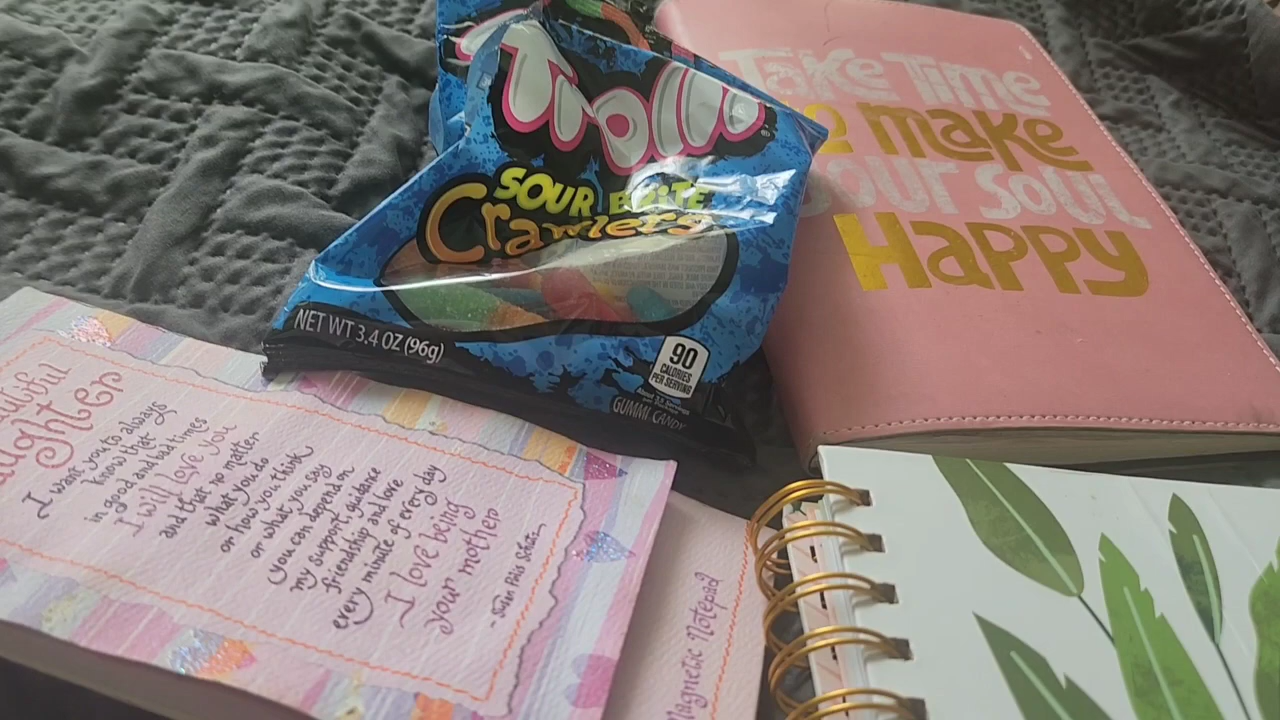 Trolli
SOUR BRITE
Crawlers
NET WT 3.4 OZ (96g)
90
CALORIES
PER SERVING
GUMMI CANDY
Take Time
make
Your Soul
Happy
I want you to always
know that
in good and bad times
I will love you
and that no matter
what you do
or how you think
or what you say
you can depend on
my support, guidance
friendship and love
every minute of every day
I love being
your mother
Magnetic Notepad